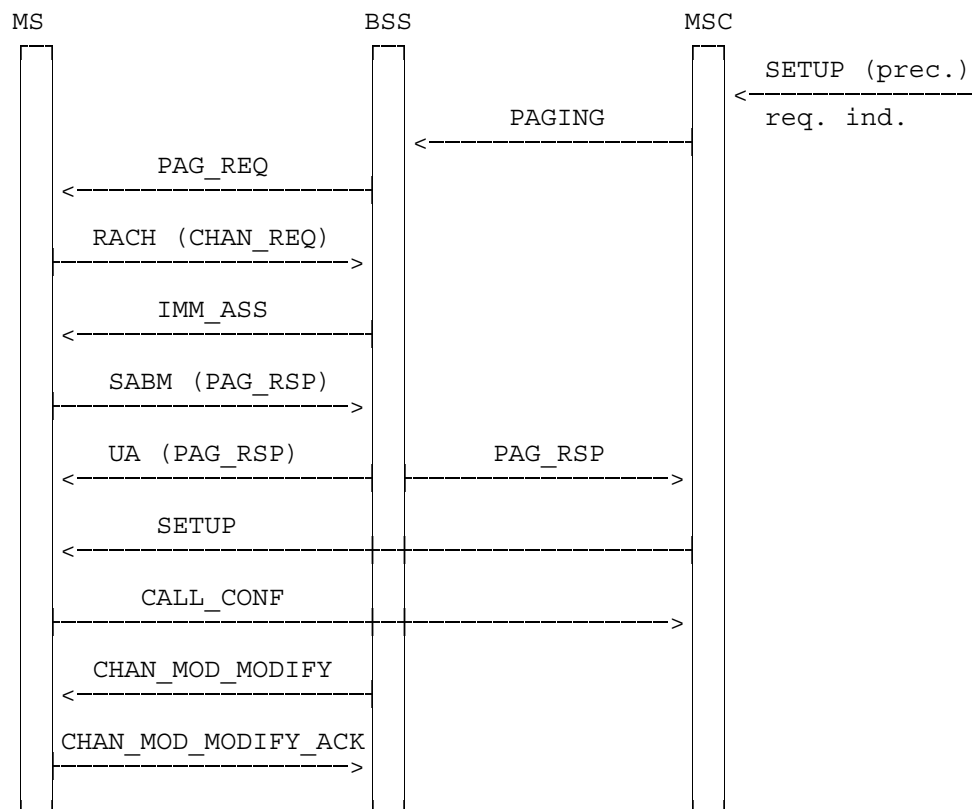 MS BSS MSC
SETUP (prec.)
req. ind.
PAGING
PAG_REQ
RACH (CHAN_REQ)
IMM_ASS
SABM (PAG_RSP)
UA (PAG_RSP) PAG_RSP
SETUP
CALL_CONF
CHAN_MOD_MODIFY
CHAN_MOD_MODIFY_ACK